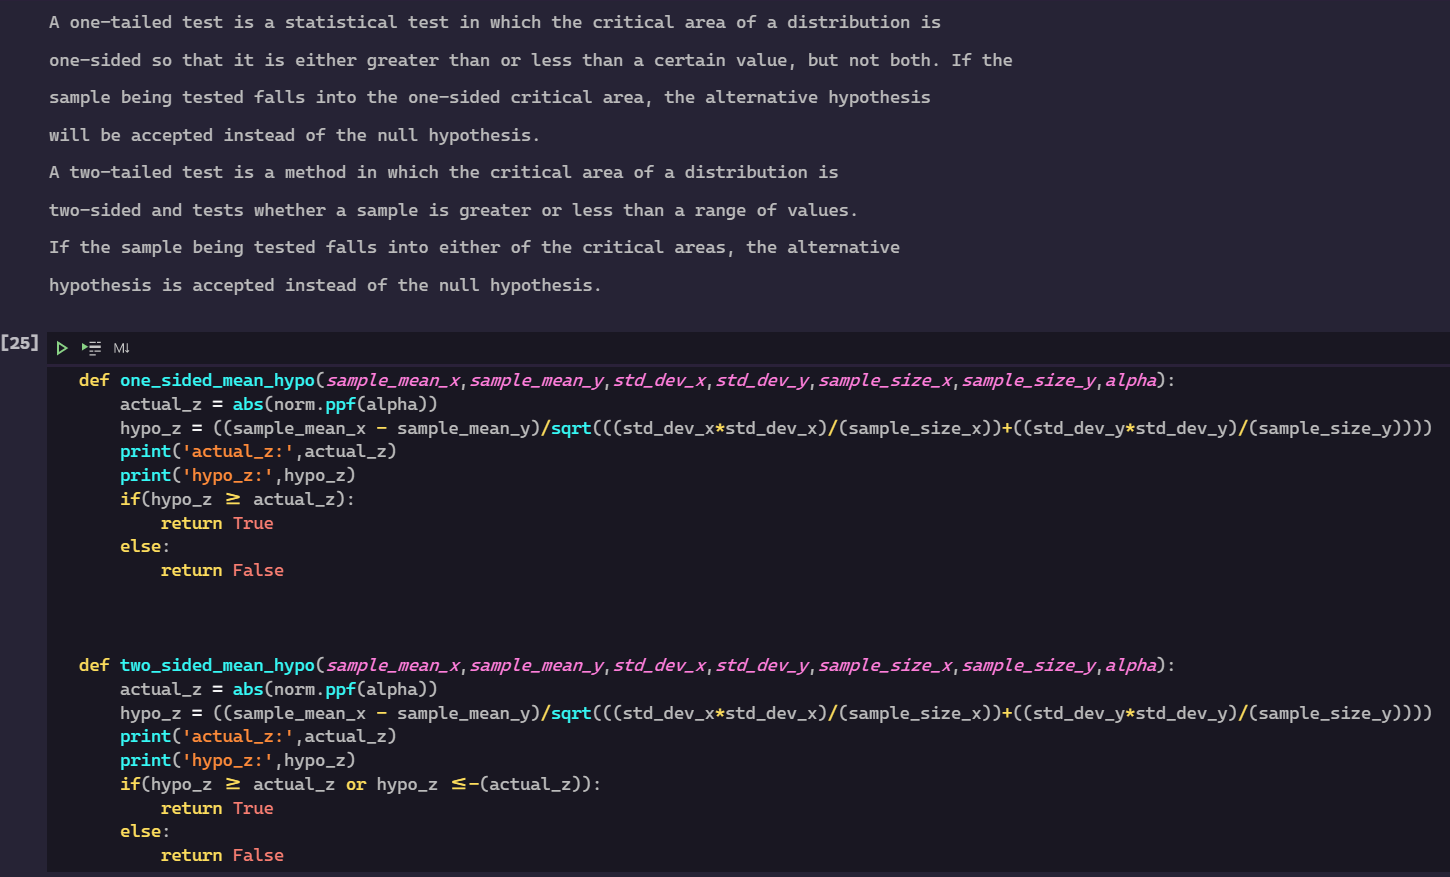 A one-tailed test is a statistical test in which the critical area of a distribution is
one-sided so that it is either greater than or less than a certain value, but not both. If the
sample being tested falls into the one-sided critical area, the alternative hypothesis
will be accepted instead of the null hypothesis.
A two-tailed test is a method in which the critical area of a distribution is
two-sided and tests whether a sample is greater or less than a range of values.
If the sample being tested falls into either of the critical areas, the alternative
hypothesis is accepted instead of the null hypothesis.
[25]
M↓
def one_sided_mean_hypo(sample_mean_x,sample_mean_y,std_dev_x,std_dev_y,sample_size_x,sample_size_y,alpha):
    actual_z = abs(norm.ppf(alpha))
    hypo_z = ((sample_mean_x - sample_mean_y)/sqrt(((std_dev_x*std_dev_x)/(sample_size_x))+((std_dev_y*std_dev_y)/(sample_size_y))))
    print('actual_z:',actual_z)
    print('hypo_z:',hypo_z)
    if(hypo_z ≥ actual_z):
        return True
    else:
        return False
def two_sided_mean_hypo(sample_mean_x,sample_mean_y,std_dev_x,std_dev_y,sample_size_x,sample_size_y,alpha):
    actual_z = abs(norm.ppf(alpha))
    hypo_z = ((sample_mean_x - sample_mean_y)/sqrt(((std_dev_x*std_dev_x)/(sample_size_x))+((std_dev_y*std_dev_y)/(sample_size_y))))
    print('actual_z:',actual_z)
    print('hypo_z:',hypo_z)
    if(hypo_z ≥ actual_z or hypo_z ≤-(actual_z)):
        return True
    else:
        return False